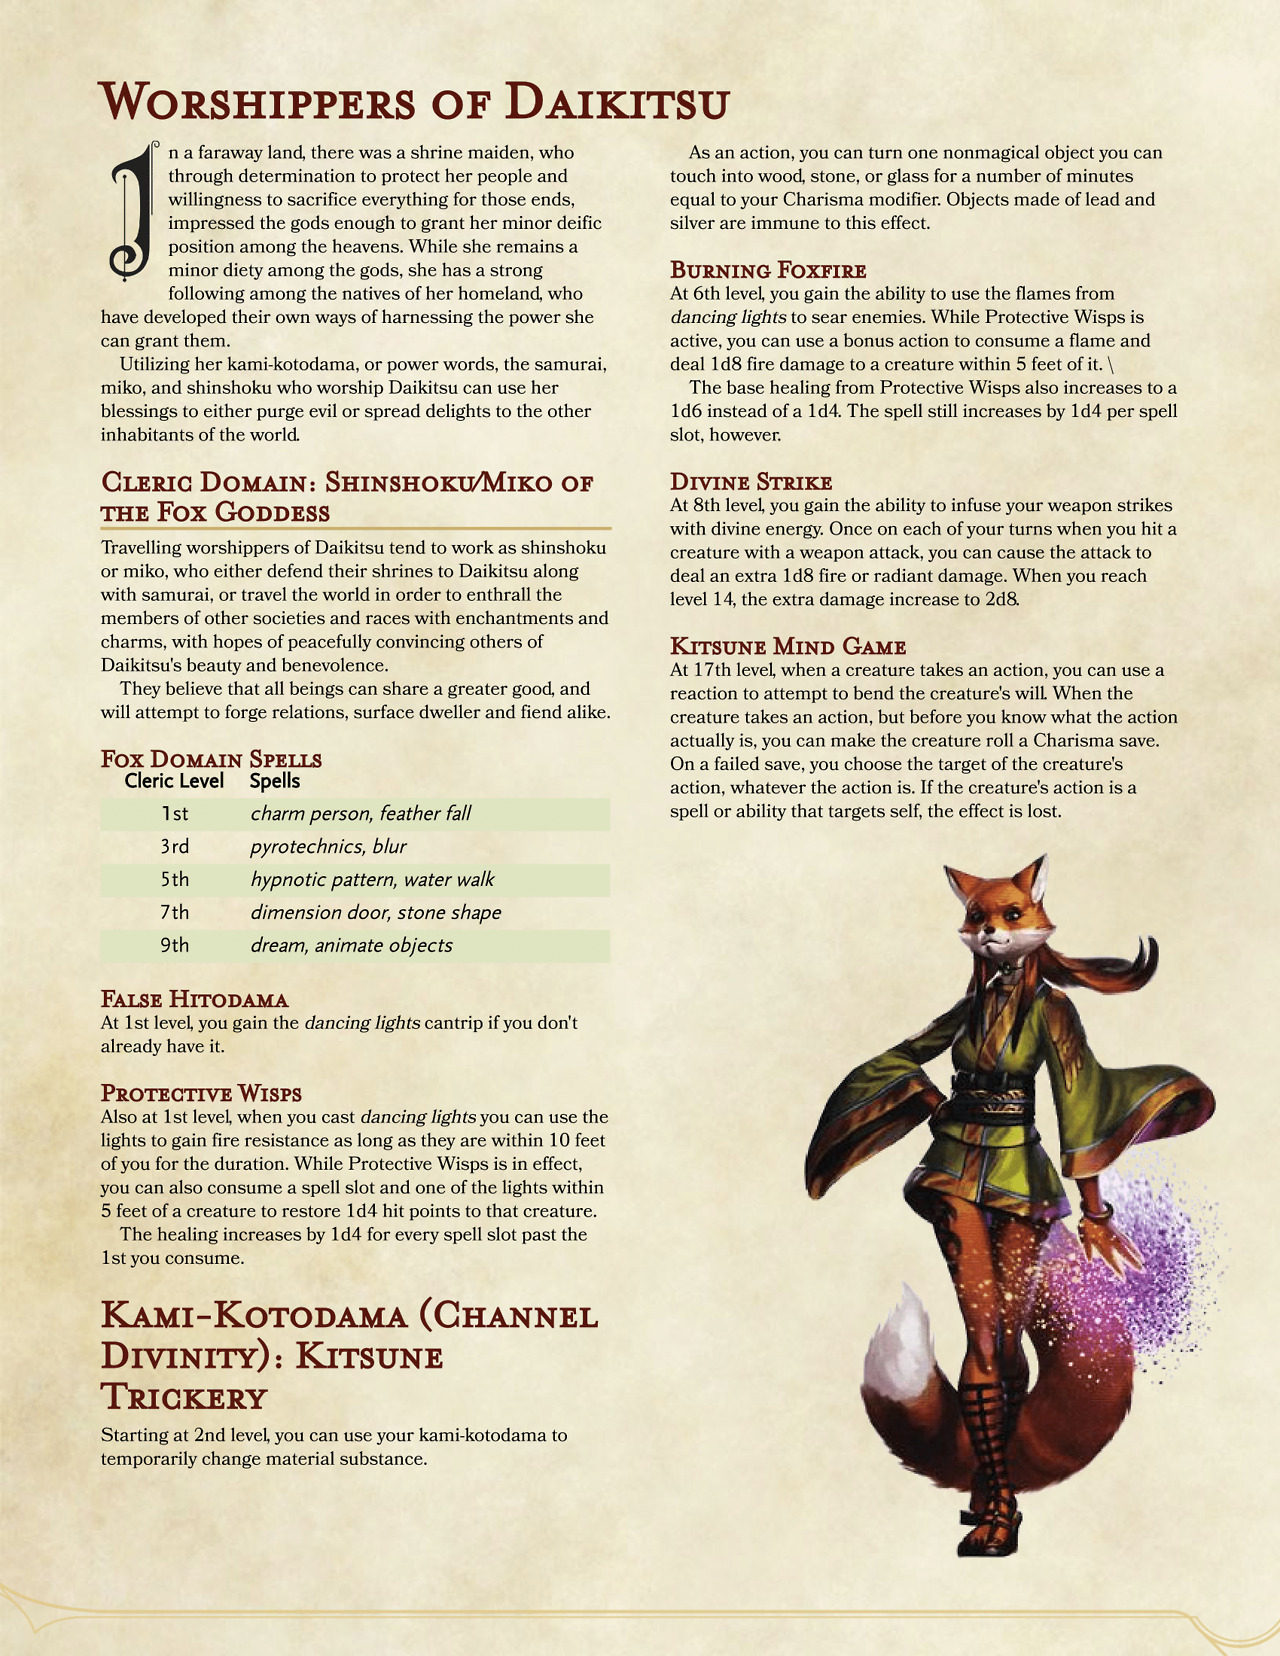 Worshippers of Daikitsu
In a faraway land, there was a shrine maiden, who
through determination to protect her people and
willingness to sacrifice everything for those ends,
impressed the gods enough to grant her minor deific
position among the heavens. While she remains a
minor diety among the gods, she has a strong
following among the natives of her homeland, who
have developed their own ways of harnessing the power she
can grant them.
Utilizing her kami-kotodama, or power words, the samurai,
miko, and shinshoku who worship Daikitsu can use her
blessings to either purge evil or spread delights to the other
inhabitants of the world.
Cleric Domain: Shinshoku/Miko of
the Fox Goddess
Travelling worshippers of Daikitsu tend to work as shinshoku
or miko, who either defend their shrines to Daikitsu along
with samurai, or travel the world in order to enthrall the
members of other societies and races with enchantments and
charms, with hopes of peacefully convincing others of
Daikitsu's beauty and benevolence.
They believe that all beings can share a greater good, and
will attempt to forge relations, surface dweller and fiend alike.
Fox Domain Spells
Cleric Level Spells
1st charm person, feather fall
3rd pyrotechnics, blur
5th hypnotic pattern, water walk
7th dimension door, stone shape
9th dream, animate objects
False Hitodama
At 1st level, you gain the dancing lights cantrip if you don't
already have it.
Protective Wisps
Also at 1st level, when you cast dancing lights you can use the
lights to gain fire resistance as long as they are within 10 feet
of you for the duration. While Protective Wisps is in effect,
you can also consume a spell slot and one of the lights within
5 feet of a creature to restore 1d4 hit points to that creature.
The healing increases by 1d4 for every spell slot past the
1st you consume.
Kami-Kotodama (Channel
Divinity): Kitsune
Trickery
Starting at 2nd level, you can use your kami-kotodama to
temporarily change material substance.
As an action, you can turn one nonmagical object you can
touch into wood, stone, or glass for a number of minutes
equal to your Charisma modifier. Objects made of lead and
silver are immune to this effect.
Burning Foxfire
At 6th level, you gain the ability to use the flames from
dancing lights to sear enemies. While Protective Wisps is
active, you can use a bonus action to consume a flame and
deal 1d8 fire damage to a creature within 5 feet of it. \
The base healing from Protective Wisps also increases to a
1d6 instead of a 1d4. The spell still increases by 1d4 per spell
slot, however.
Divine Strike
At 8th level, you gain the ability to infuse your weapon strikes
with divine energy. Once on each of your turns when you hit a
creature with a weapon attack, you can cause the attack to
deal an extra 1d8 fire or radiant damage. When you reach
level 14, the extra damage increase to 2d8.
Kitsune Mind Game
At 17th level, when a creature takes an action, you can use a
reaction to attempt to bend the creature's will. When the
creature takes an action, but before you know what the action
actually is, you can make the creature roll a Charisma save.
On a failed save, you choose the target of the creature's
action, whatever the action is. If the creature's action is a
spell or ability that targets self, the effect is lost.